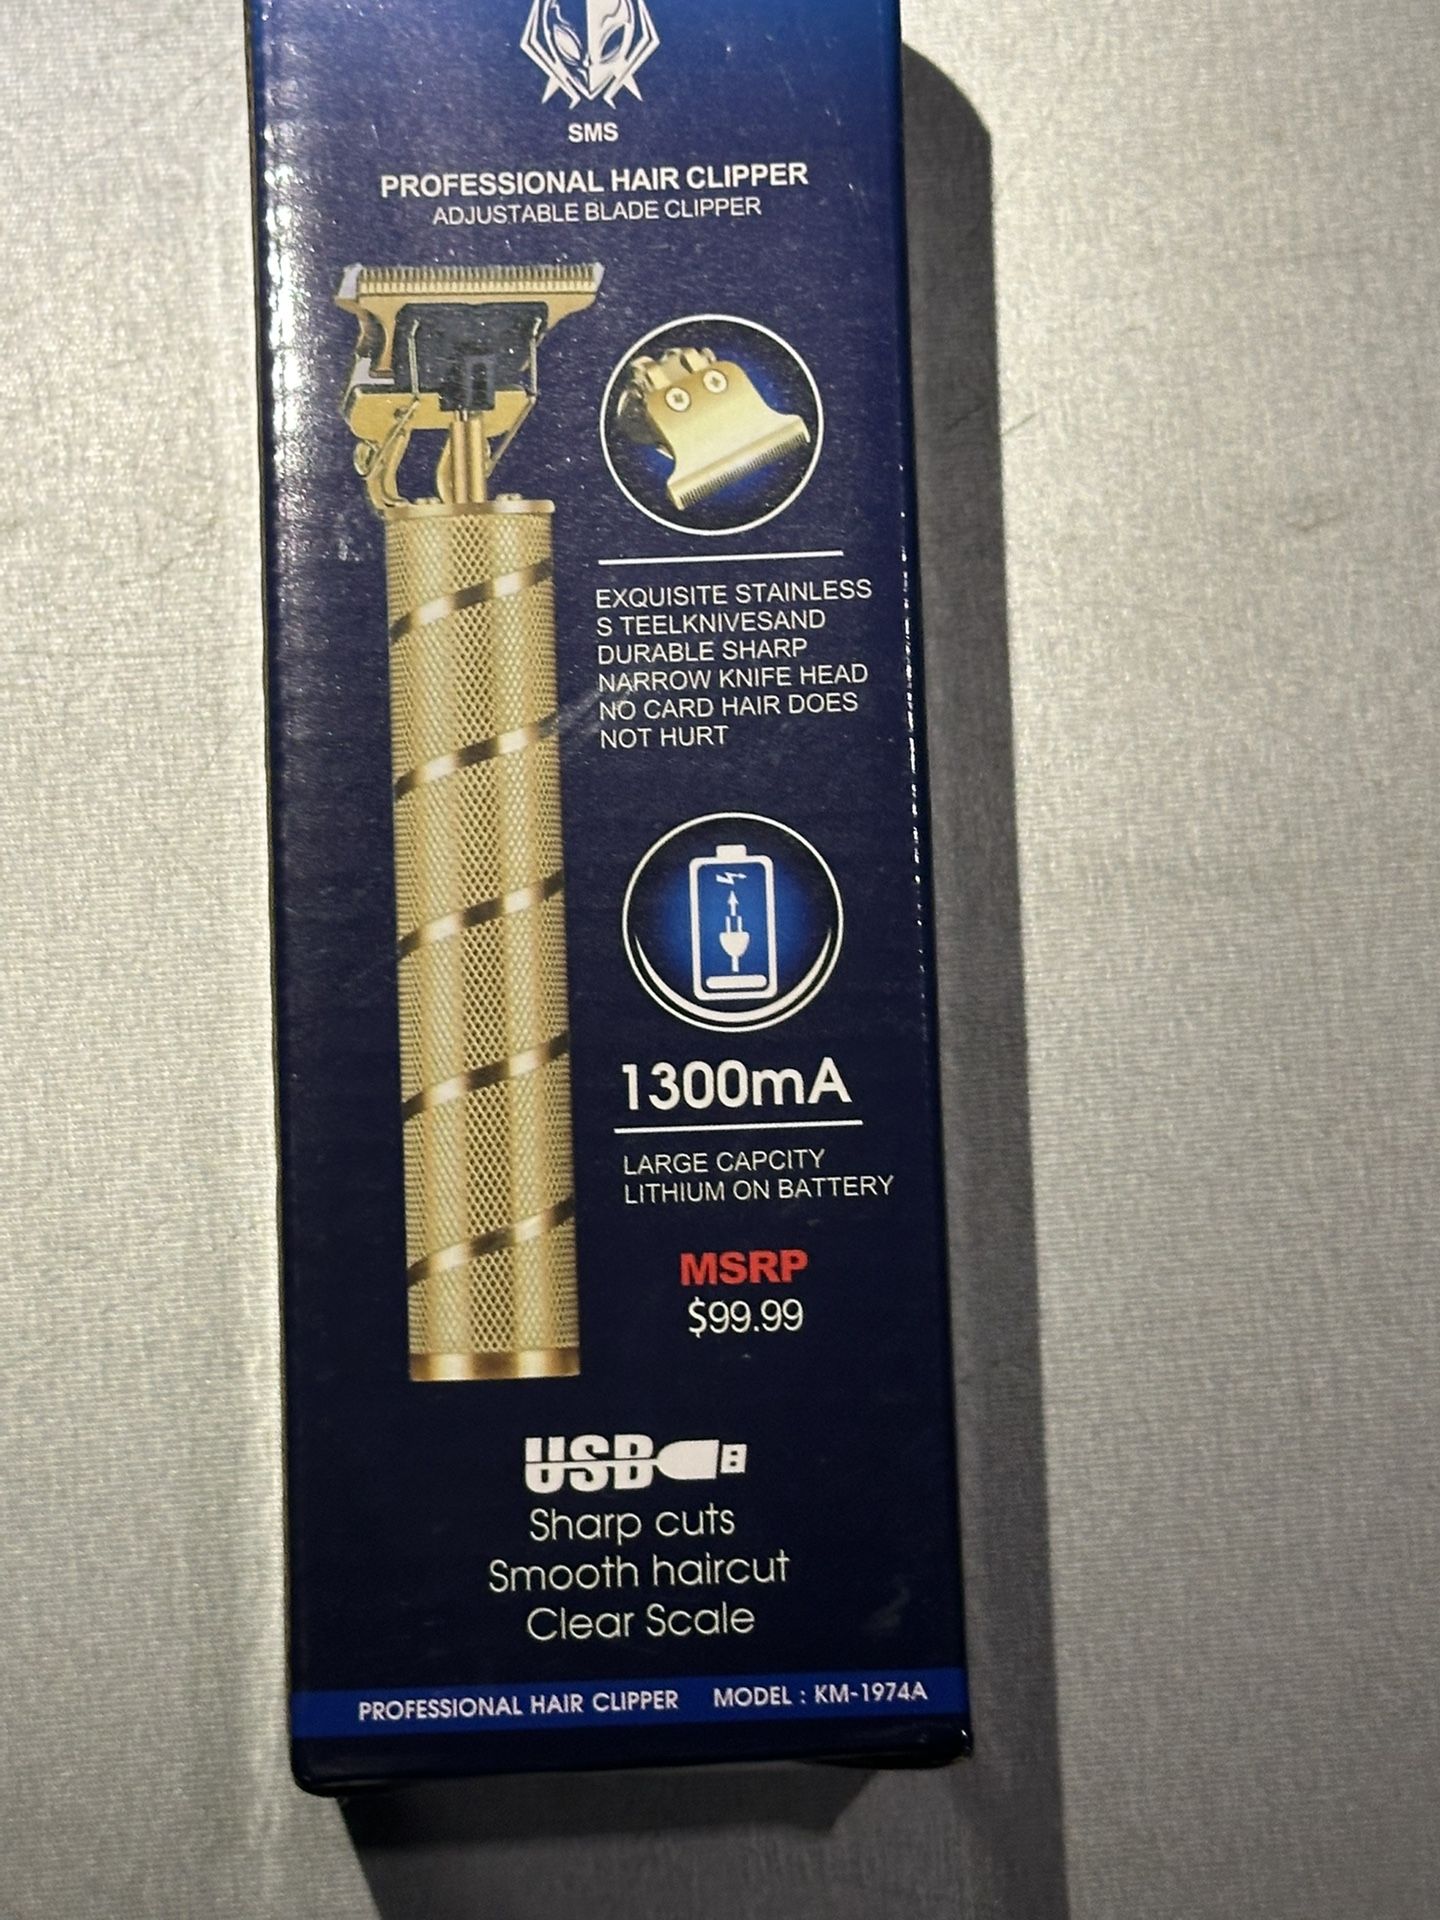 SMS
PROFESSIONAL HAIR CLIPPER
ADJUSTABLE BLADE CLIPPER
EXQUISITE STAINLESS
S TEELKNIVESAND
DURABLE SHARP
NARROW KNIFE HEAD
NO CARD HAIR DOES
NOT HURT
1300mA
LARGE CAPCITY
LITHIUM ON BATTERY
MSRP
$99.99
USB
Sharp cuts
Smooth haircut
Clear Scale
PROFESSIONAL HAIR CLIPPER MODEL : KM-1974A